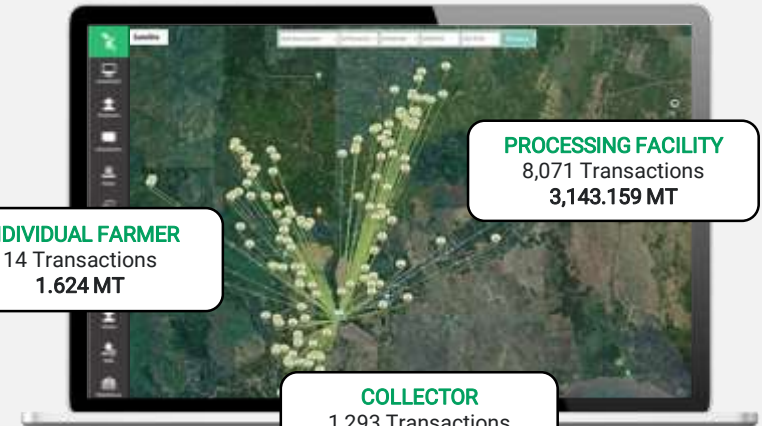 Satellite
PROCESSING FACILITY
8,071 Transactions
3,143.159 MT
NDIVIDUAL FARMER
14 Transactions
1.624 MT
COLLECTOR
1,293 Transactions